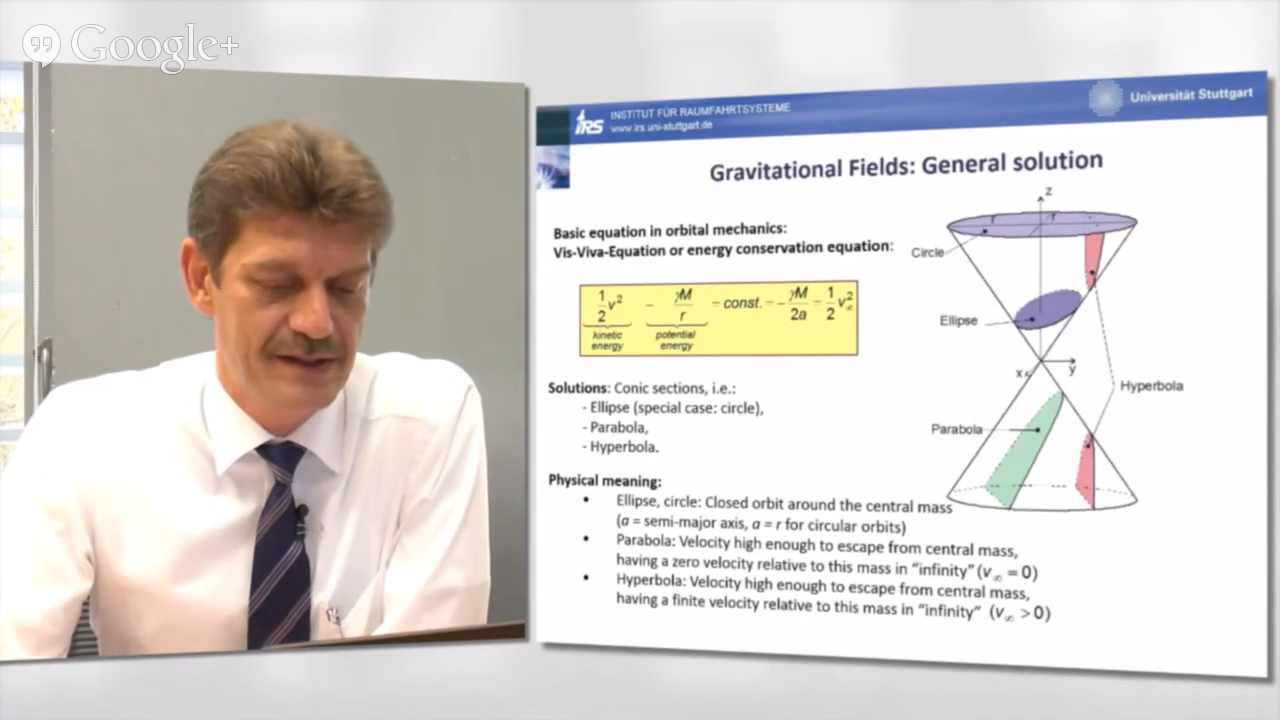 Google+
IRS
INSTITUT FÜR RAUMFAHRTSYSTEME
www.irs.uni-stuttgart.de
Universität Stuttgart
Gravitational Fields: General solution
Basic equation in orbital mechanics:
Vis-Viva-Equation or energy conservation equation:
1/2 v² − γM/r = const. = − γM/2a = 1/2 v∞²
kinetic energy
potential energy
Solutions: Conic sections, i.e.:
- Ellipse (special case: circle),
- Parabola,
- Hyperbola.
Physical meaning:
• Ellipse, circle: Closed orbit around the central mass
(a = semi-major axis, a = r for circular orbits)
• Parabola: Velocity high enough to escape from central mass,
having a zero velocity relative to this mass in “infinity” (v∞ = 0)
• Hyperbola: Velocity high enough to escape from central mass,
having a finite velocity relative to this mass in “infinity” (v∞ > 0)
z
r r
Circle
Ellipse
x
y
Hyperbola
Parabola